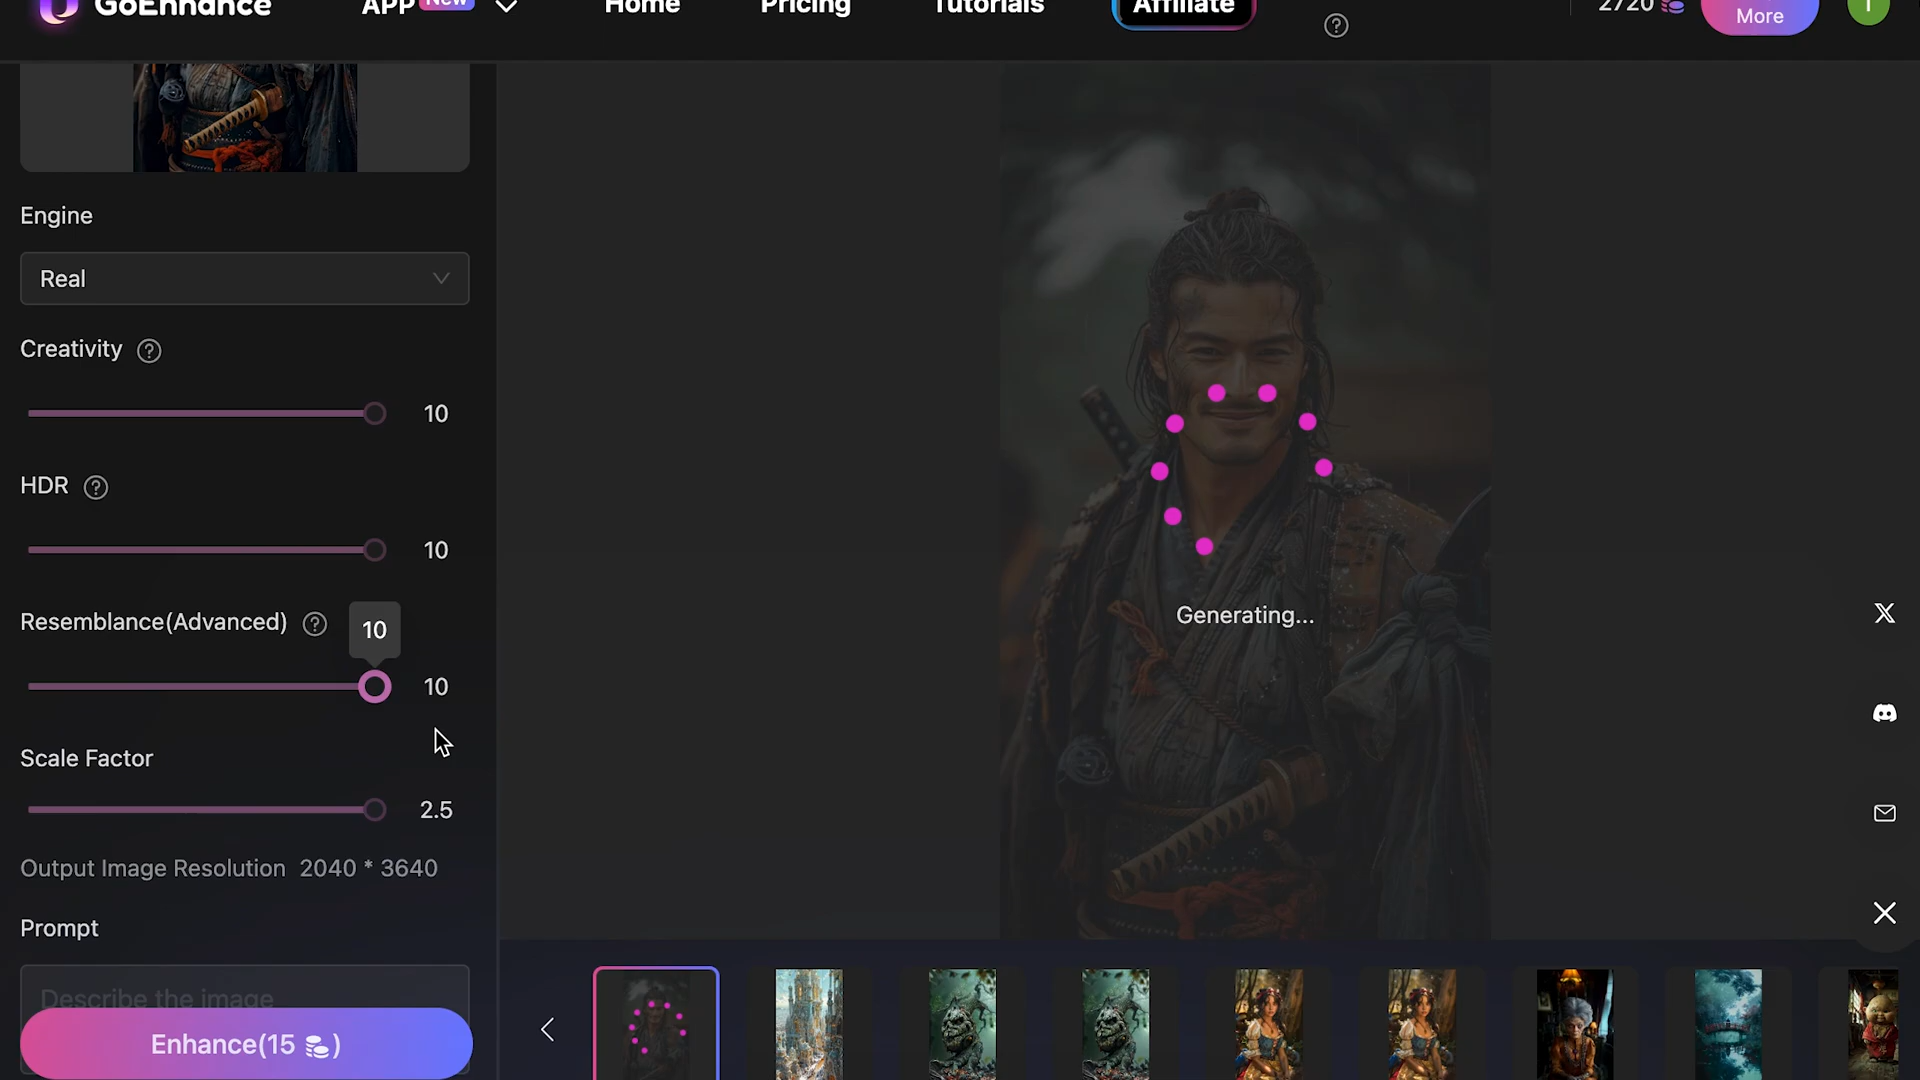 GoEnhance
APP New
Home
Pricing
Tutorials
Affiliate
2720
More
T
Engine
Real
Creativity ?
10
HDR ?
10
Resemblance(Advanced) ?
10
10
Scale Factor
2.5
Output Image Resolution 2040 * 3640
Prompt
Describe the image
Enhance(15 )
Generating...